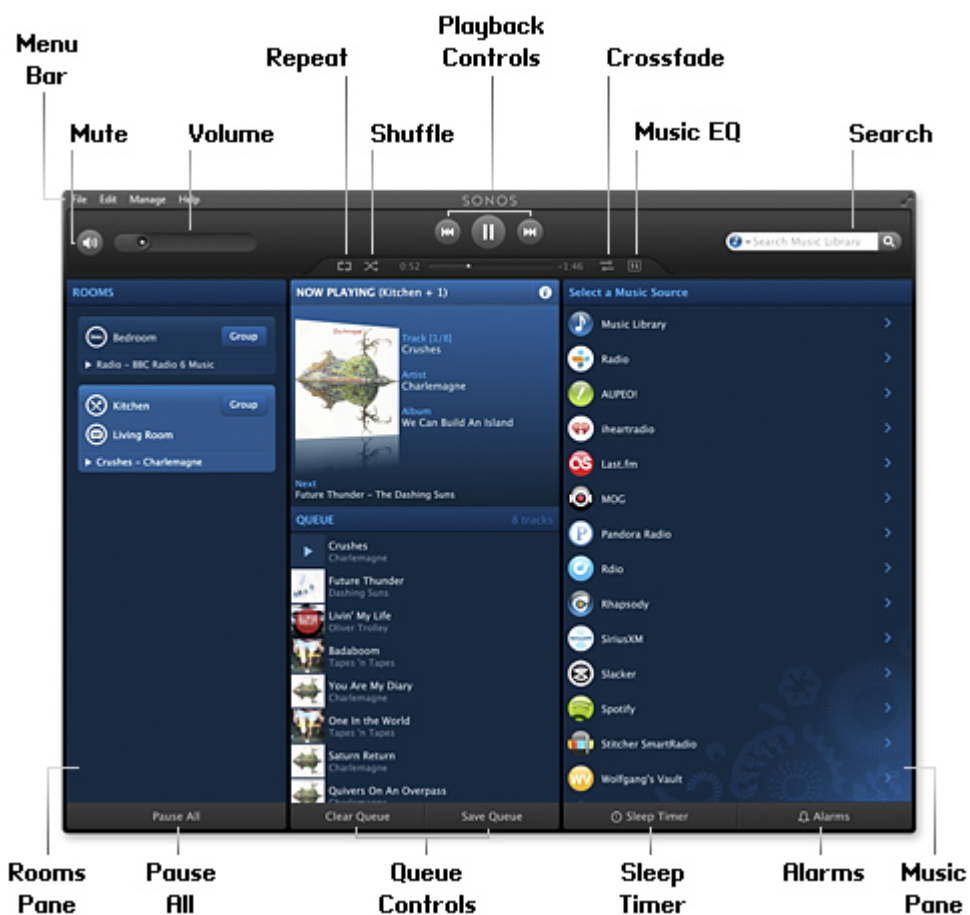 Playback
Controls
Menu
Bar
Repeat
Crossfade
Mute
Volume
Shuffle
Music EQ
Search
File Edit Manage Help
SONOS
Search Music Library
0:52
-1:46
ROOMS
Bedroom
Group
Radio - BBC Radio 6 Music
Kitchen
Group
Living Room
Crushes - Charlemagne
NOW PLAYING (Kitchen + 1)
Track [1/8]
Crushes
Artist
Charlemagne
Album
We Can Build An Island
Next
Future Thunder - The Dashing Suns
QUEUE
8 tracks
Crushes
Charlemagne
Future Thunder
Dashing Suns
Livin' My Life
Oliver Trolley
Badaboom
Tapes 'n Tapes
You Are My Diary
Charlemagne
One In the World
Tapes 'n Tapes
Saturn Return
Charlemagne
Quivers On An Overpass
Charlemagne
Select a Music Source
Music Library
Radio
AUPEO!
iheartradio
Last.fm
MOG
Pandora Radio
Rdio
Rhapsody
SiriusXM
Slacker
Spotify
Stitcher SmartRadio
Wolfgang's Vault
Pause All
Clear Queue
Save Queue
Sleep Timer
Alarms
Rooms
Pane
Pause
All
Queue
Controls
Sleep
Timer
Alarms
Music
Pane